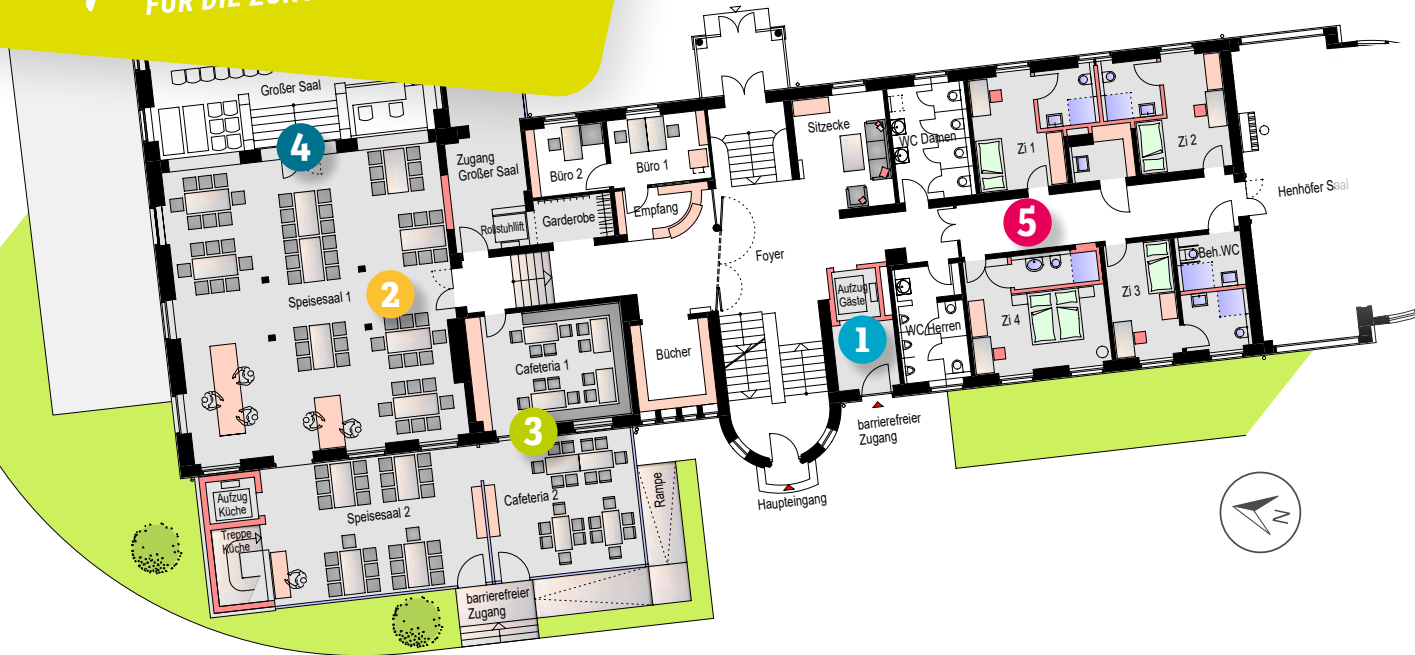 FÜR DIE
Großer Saal
4
Zugang
Großer Saal
Büro 2
Büro 1
Sitzecke
WC Damen
Zi 1
Zi 2
Henhöfer Saal
Rollstuhllift
Garderobe
Empfang
5
Foyer
Beh.WC
Speisesaal 1
2
Aufzug
Gäste
Zi 3
Zi 4
WC Herren
1
Cafeteria 1
Bücher
3
barrierefreier
Zugang
Haupteingang
Rampe
Cafeteria 2
Speisesaal 2
Aufzug
Küche
Treppe
Küche
barrierefreier
Zugang
N